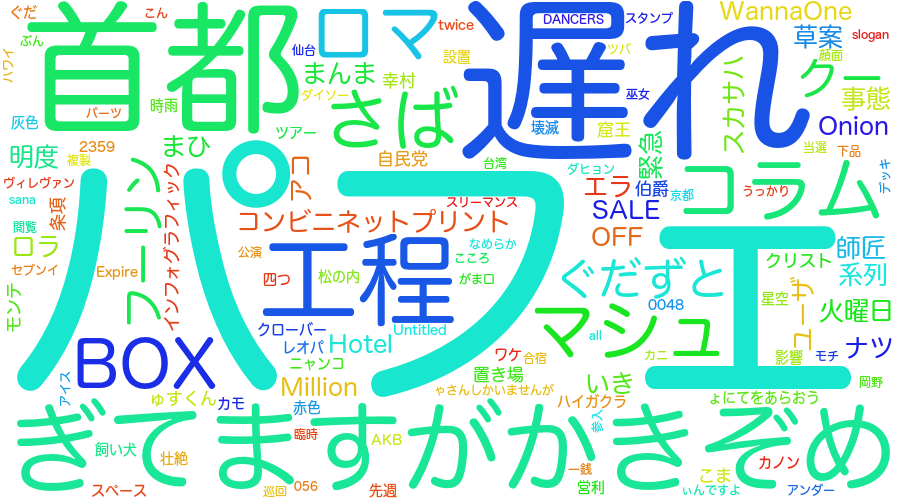 ぐだ
こん
首都
ロマ
twice
遅れ
DANCERS
スタンプ
WannaOne
草案
slogan
ハワイ
ぶん
仙台
設置
ツバ
顔面
まんま
幸村
ダイソー
さば
巫女
スカサハ
クー
事態
パーツ
時雨
灰色
ツアー
壊滅
窟王
緊急
Onion
明度
2359
複製
まひ
自民党
台湾
ダヒョン
当選
下品
ヴィレヴァン
sana
閲覧
条項
フーリン
インフォグラフィック
パフェ
アコ
スリーマンス
エラ
伯爵
京都
コラム
うっかり
デッキ
コンビニネットプリント
SALE
OFF
ロラ
セブンイ
Expire
公演
工程
なめらか
こころ
四つ
松の内
がま口
ぐだずと
クリスト
師匠
系列
モンテ
0048
星空
ユーザ
火曜日
クローバー
レオパ
Untitled
Hotel
マシュ
all
BOX
ニャンコ
ワケ
合宿
カニ
影響
モチ
ナツ
アイス
Million
置き場
いき
岡野
ゃさんしかいませんが
ゅすくん
カモ
赤色
ハイガクラ
ょにてをあらおう
ぎてますがかきぞめ
飼い犬
壮絶
臨時
AKB
参入
一銭
こま
カノン
スペース
巡回
056
先週
営利
ぃんですよ
アンダー